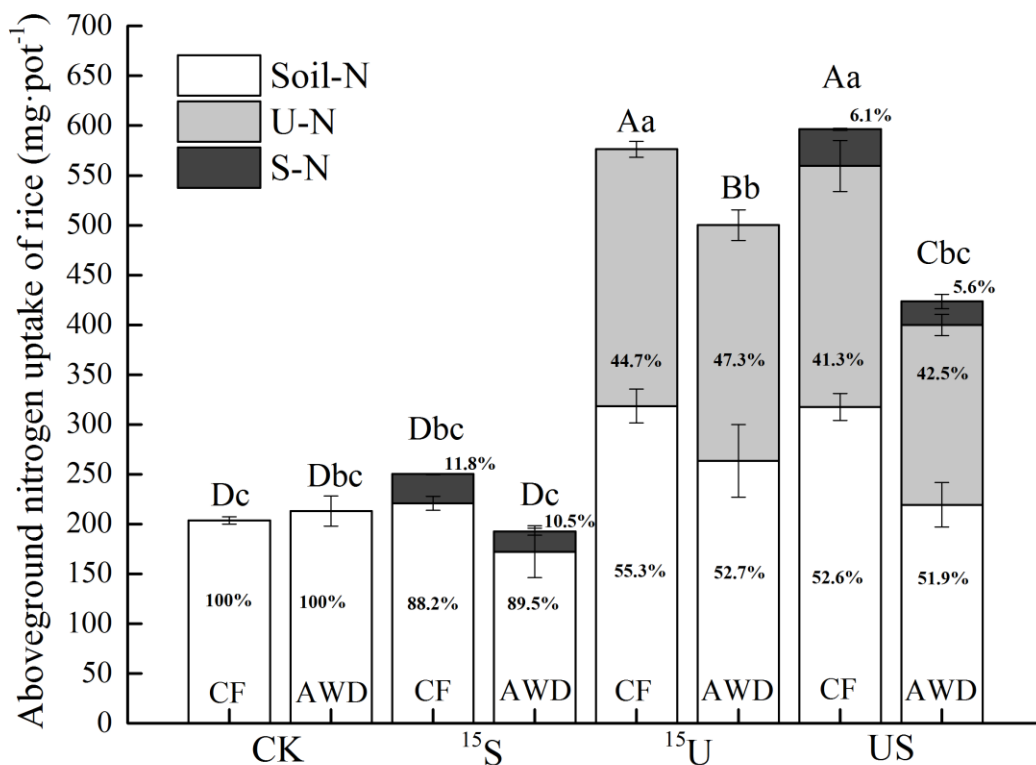 Aboveground nitrogen uptake of rice (mg·pot⁻¹)
700
650
600
550
500
450
400
350
300
250
200
150
100
50
0
Soil-N
U-N
S-N
Dc
100%
CF
Dbc
100%
AWD
Dbc
11.8%
88.2%
CF
Dc
10.5%
89.5%
AWD
Aa
44.7%
55.3%
CF
Bb
47.3%
52.7%
AWD
Aa
6.1%
41.3%
52.6%
CF
Cbc
5.6%
42.5%
51.9%
AWD
CK
¹⁵S
¹⁵U
US